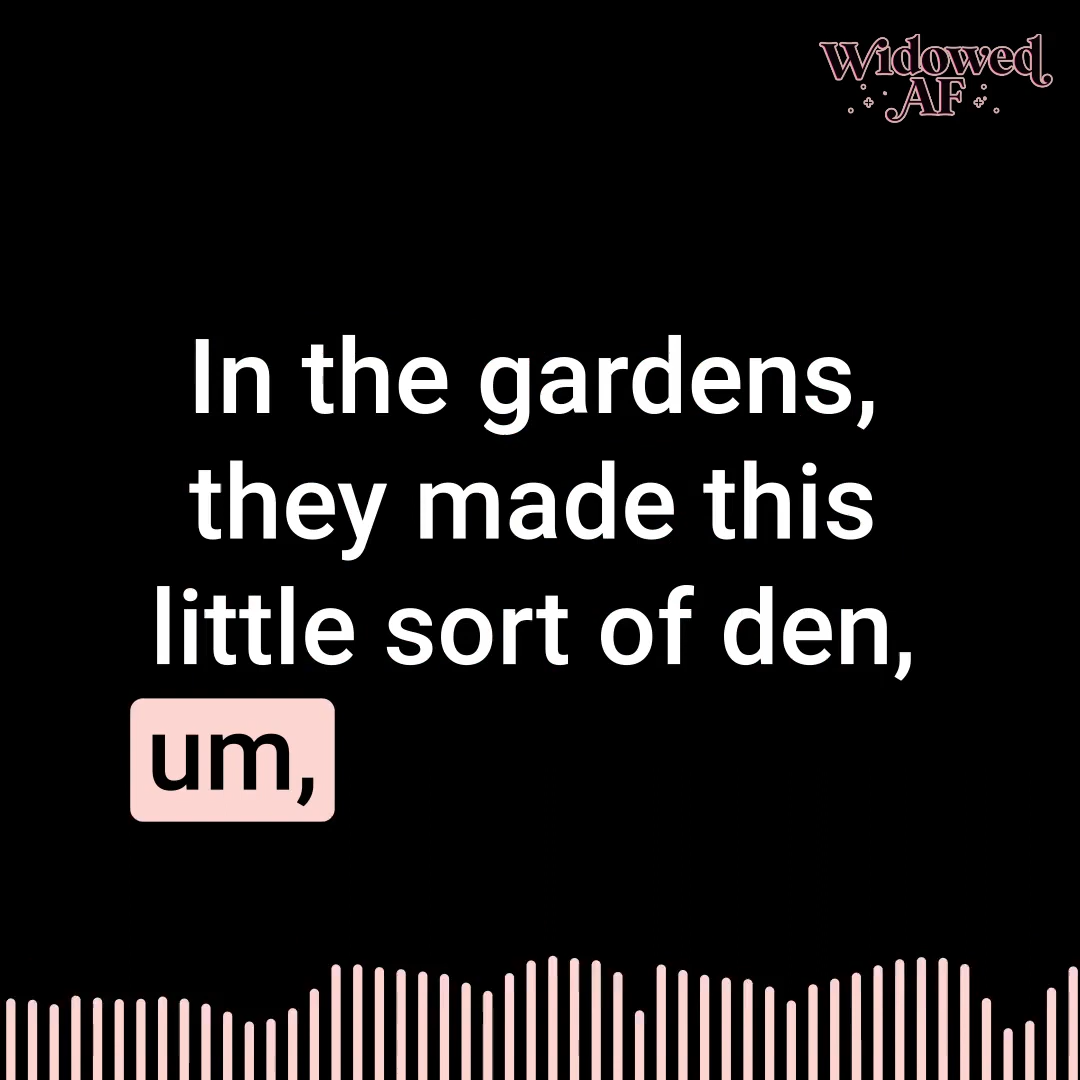 Widowed
AF
In the gardens,
they made this
little sort of den,
um,